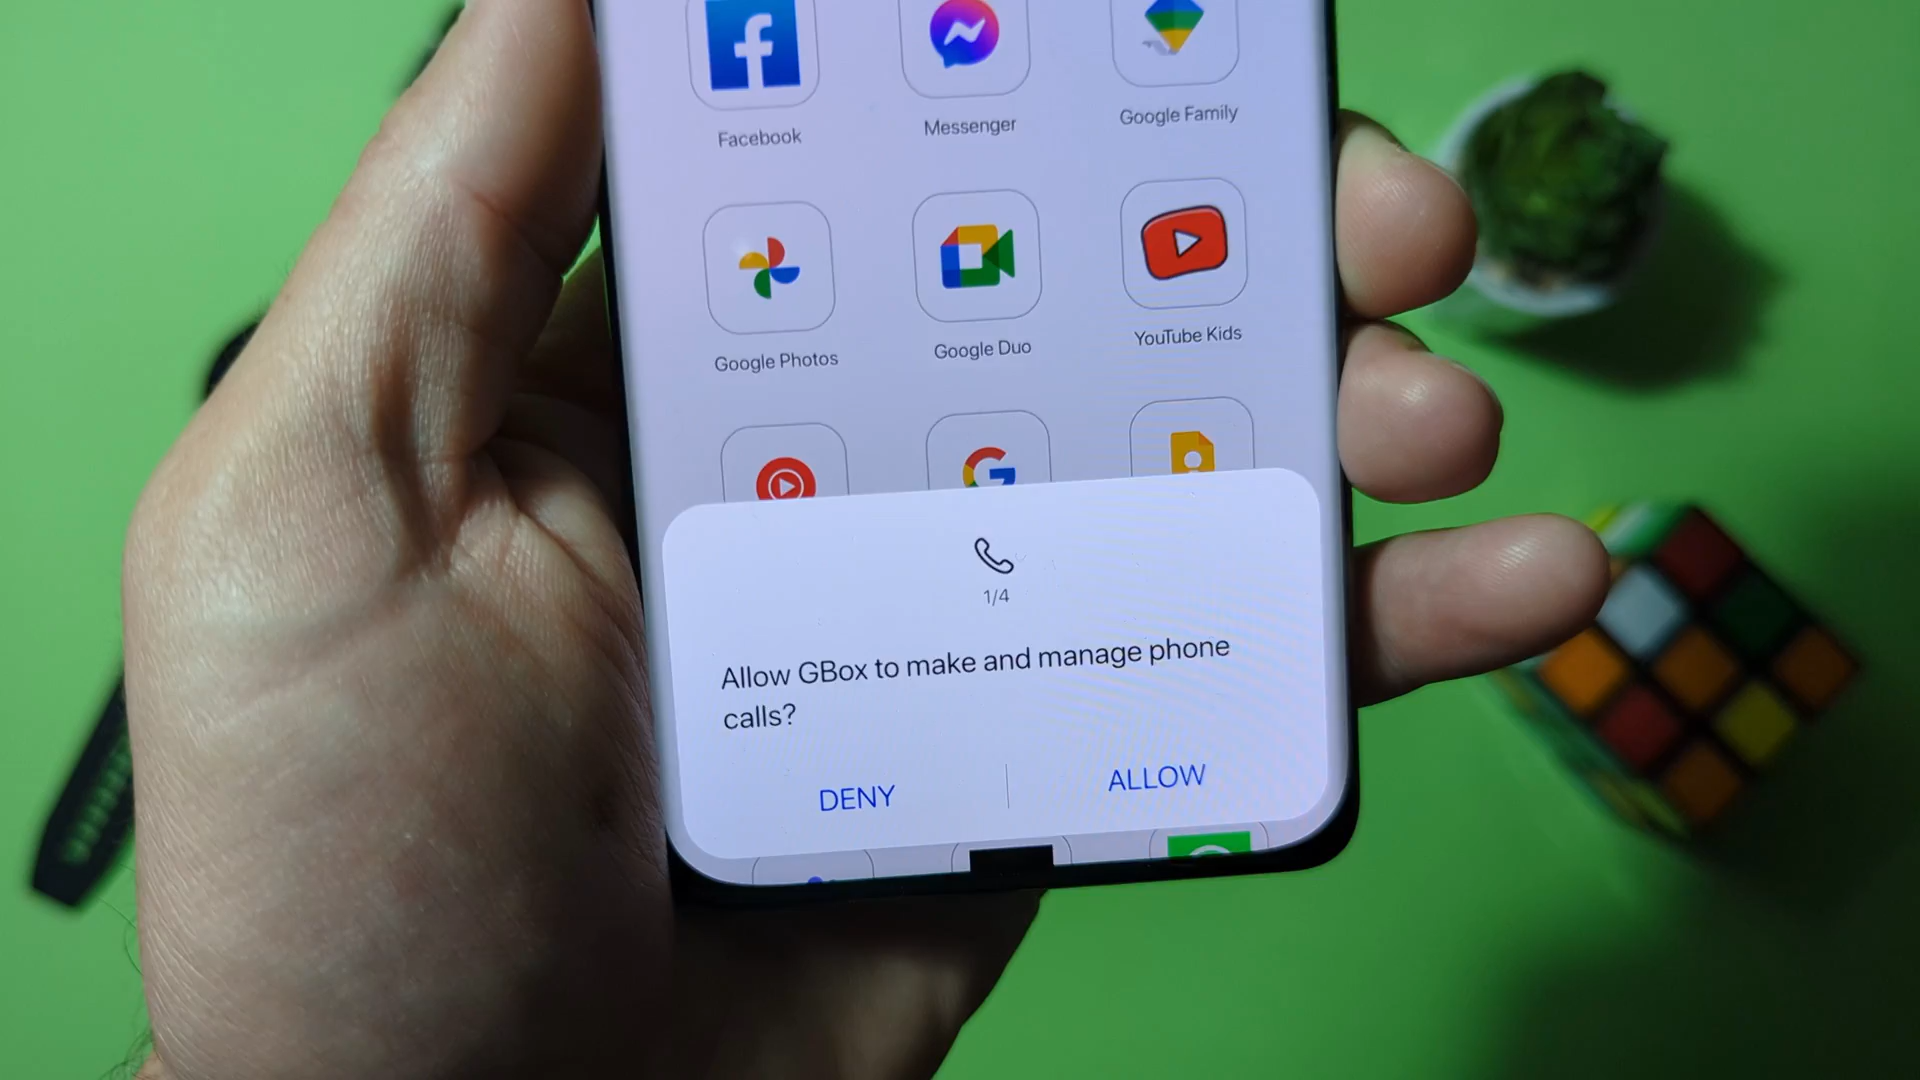 Facebook
Messenger
Google Family
Google Photos
Google Duo
YouTube Kids
1/4
Allow GBox to make and manage phone
calls?
DENY
ALLOW